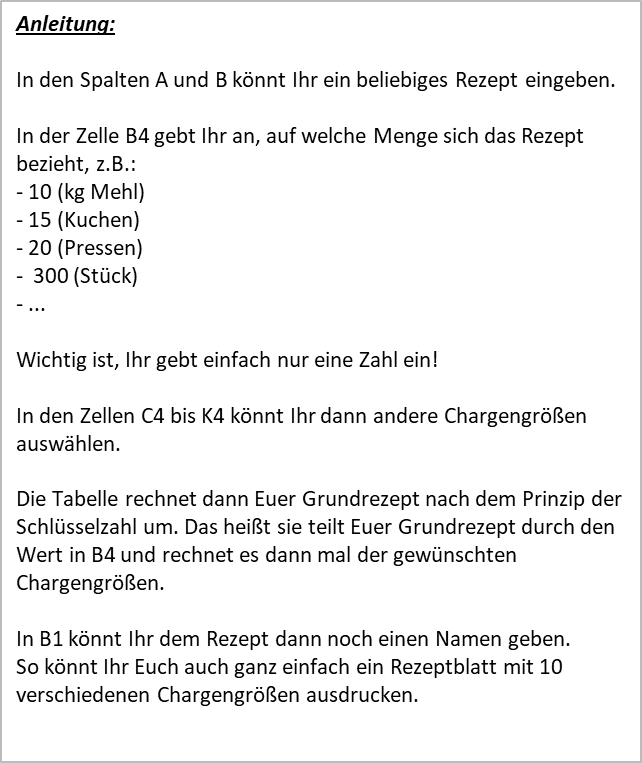 Anleitung:
In den Spalten A und B könnt Ihr ein beliebiges Rezept eingeben.
In der Zelle B4 gebt Ihr an, auf welche Menge sich das Rezept
bezieht, z.B.:
- 10 (kg Mehl)
- 15 (Kuchen)
- 20 (Pressen)
-  300 (Stück)
- ...
Wichtig ist, Ihr gebt einfach nur eine Zahl ein!
In den Zellen C4 bis K4 könnt Ihr dann andere Chargengrößen
auswählen.
Die Tabelle rechnet dann Euer Grundrezept nach dem Prinzip der
Schlüsselzahl um. Das heißt sie teilt Euer Grundrezept durch den
Wert in B4 und rechnet es dann mal der gewünschten
Chargengrößen.
In B1 könnt Ihr dem Rezept dann noch einen Namen geben.
So könnt Ihr Euch auch ganz einfach ein Rezeptblatt mit 10
verschiedenen Chargengrößen ausdrucken.